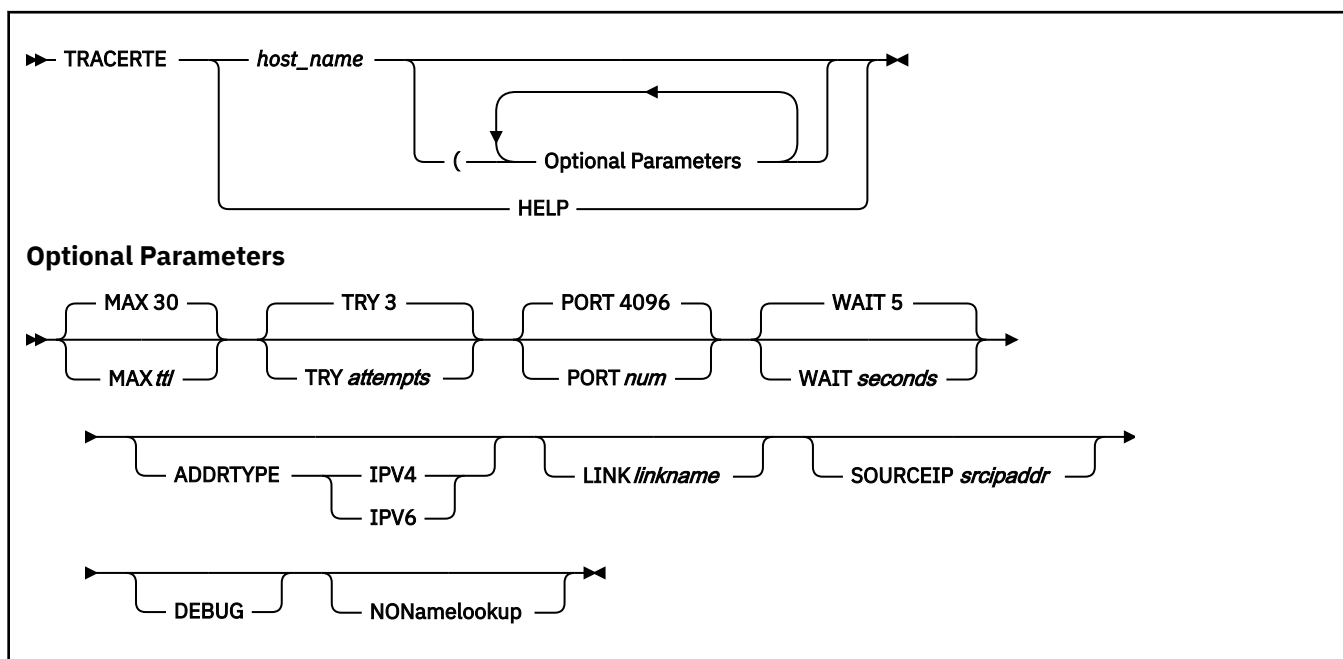 TRACERTE host_name
( Optional Parameters
HELP
Optional Parameters
MAX 30 TRY 3 PORT 4096 WAIT 5
MAX ttl TRY attempts PORT num WAIT seconds
ADDRTYPE IPV4 LINK linkname SOURCEIP srcipaddr
IPV6
DEBUG NONamelookup